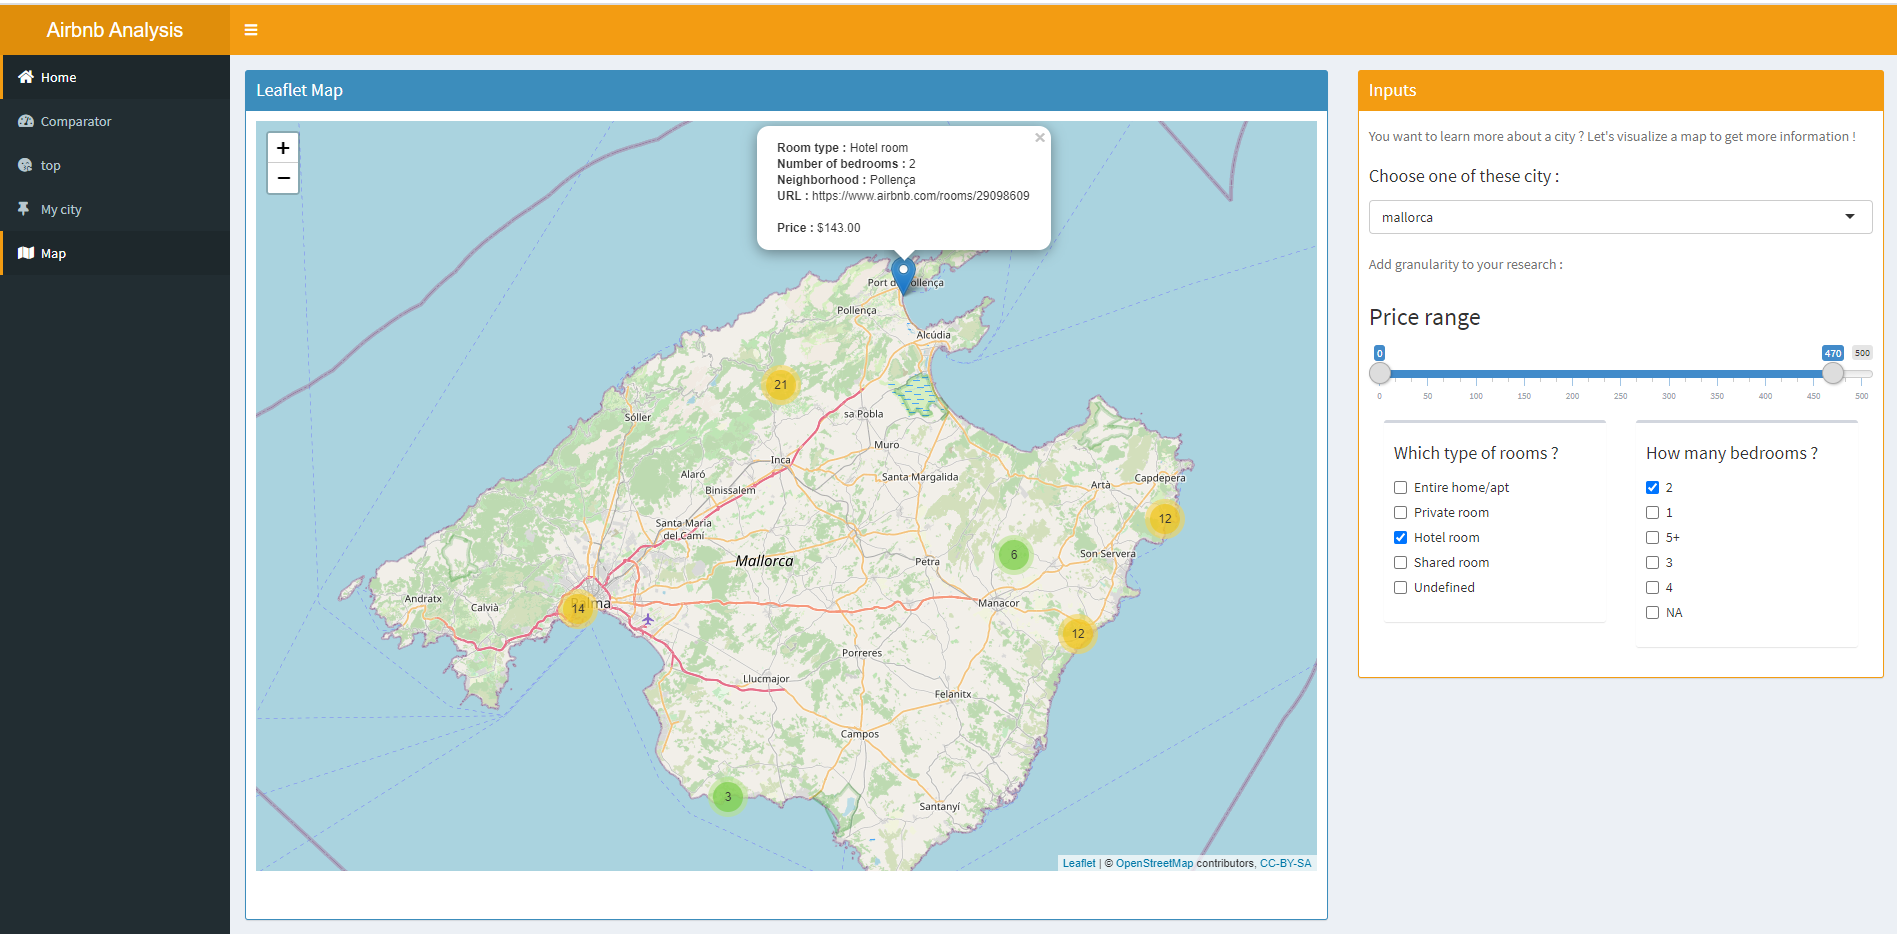 Airbnb Analysis
Home
Comparator
top
My city
Map
Leaflet Map
+
−
×
Room type : Hotel room
Number of bedrooms : 2
Neighborhood : Pollença
URL : https://www.airbnb.com/rooms/29098609
Price : $143.00
Pollença
Alcúdia
21
sa Pobla
Sóller
Muro
Inca
Alaró
Santa Margalida
Binissalem
Artà
Capdepera
12
Santa Maria
del Camí
Mallorca
6
Son Servera
Petra
Andratx
Calvià
14
Manacor
12
Porreres
Llucmajor
Felanitx
Campos
3
Santanyí
Leaflet | © OpenStreetMap contributors, CC-BY-SA
Inputs
You want to learn more about a city ? Let's visualize a map to get more information !
Choose one of these city :
mallorca
Add granularity to your research :
Price range
0 470 500
0 50 100 150 200 250 300 350 400 450 500
Which type of rooms ?
Entire home/apt
Private room
Hotel room
Shared room
Undefined
How many bedrooms ?
2
1
5+
3
4
NA